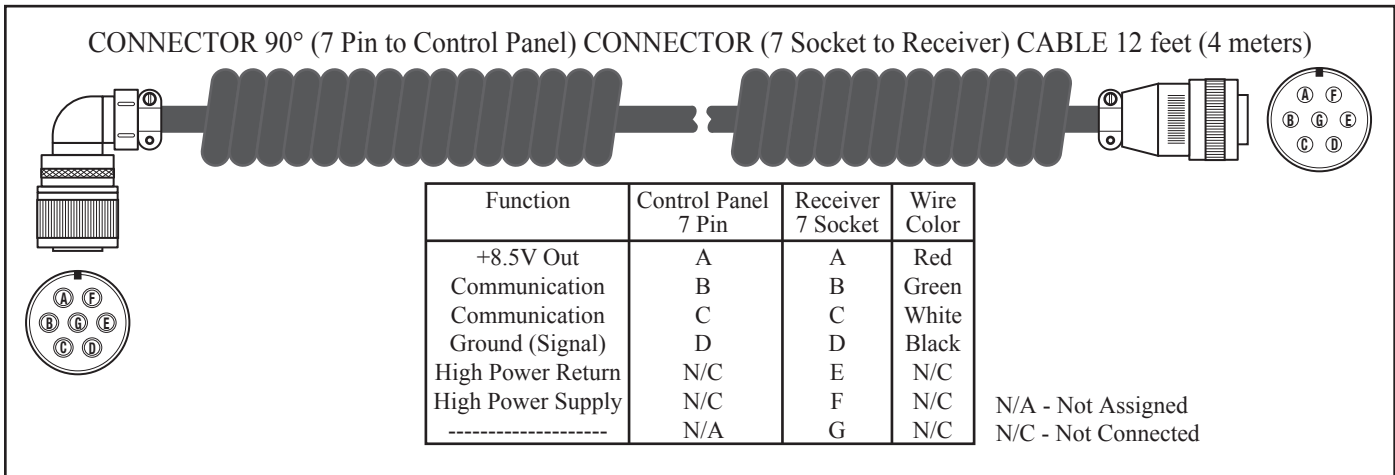 CONNECTOR 90° (7 Pin to Control Panel) CONNECTOR (7 Socket to Receiver) CABLE 12 feet (4 meters)
A F
B G E
C D
A F
B G E
C D
Function Control Panel 7 Pin Receiver 7 Socket Wire Color
+8.5V Out A A Red
Communication B B Green
Communication C C White
Ground (Signal) D D Black
High Power Return N/C E N/C
High Power Supply N/C F N/C
------------------- N/A G N/C
N/A - Not Assigned
N/C - Not Connected